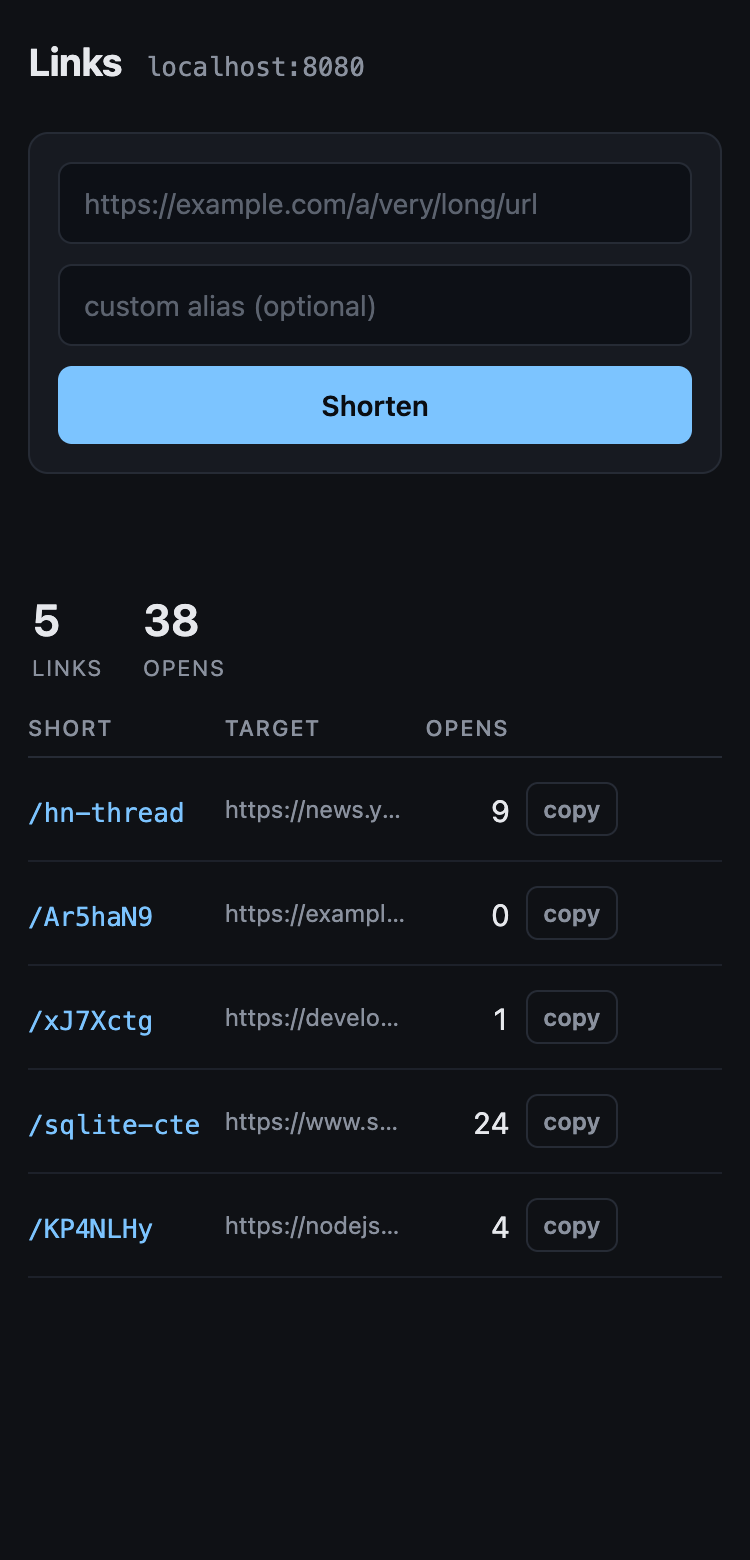 Links localhost:8080
https://example.com/a/very/long/url
custom alias (optional)
Shorten
5 38
LINKS OPENS
SHORT TARGET OPENS
/hn-thread https://news.y... 9 copy
/Ar5haN9 https://exampl... 0 copy
/xJ7Xctg https://develo... 1 copy
/sqlite-cte https://www.s... 24 copy
/KP4NLHy https://nodejs... 4 copy